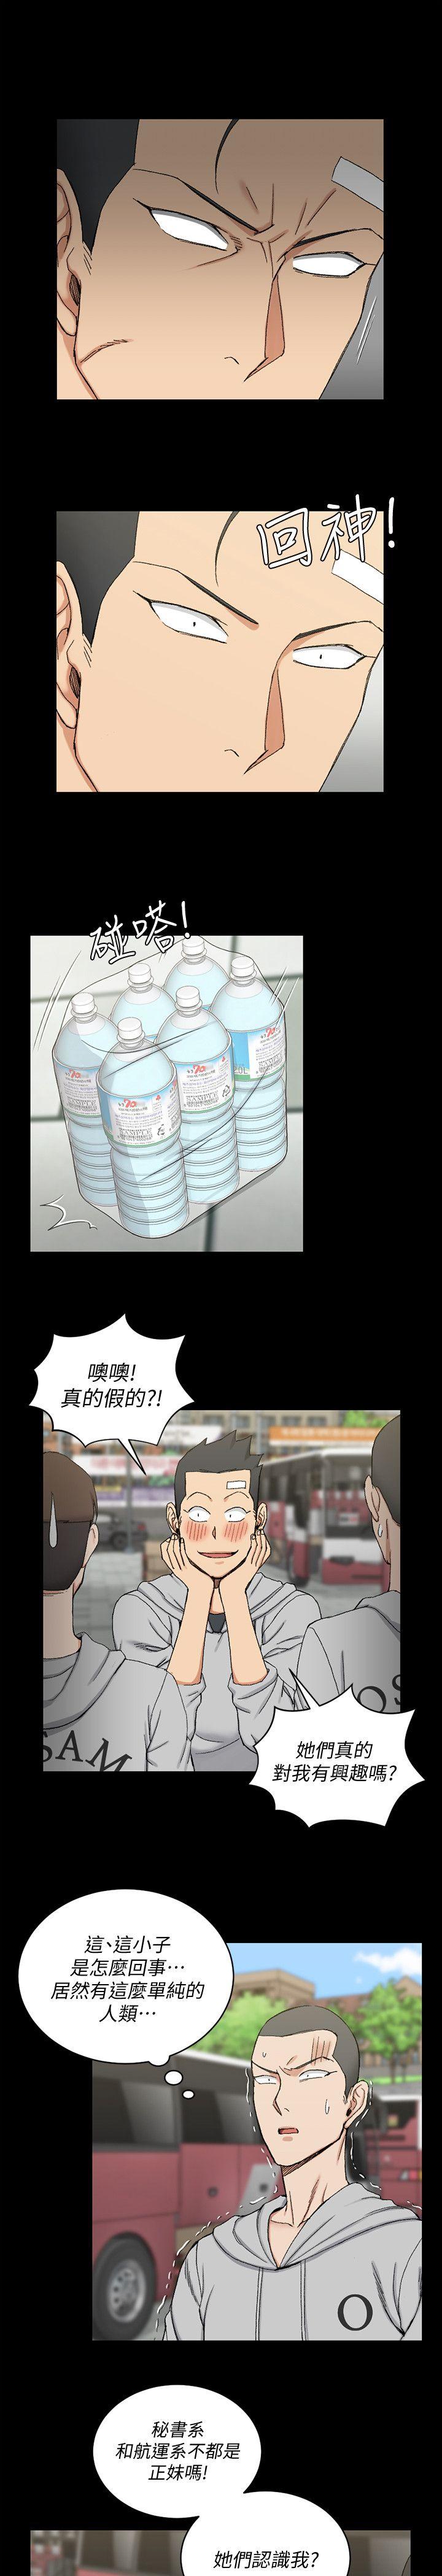 回神!
碰嗒!
噢噢!
真的假的?!
SAM
OS
她們真的
對我有興趣嗎?
這、這小子
是怎麼回事⋯
居然有這麼單純的
人類⋯
O
秘書系
和航運系不都是
正妹嗎!
她們認識我?